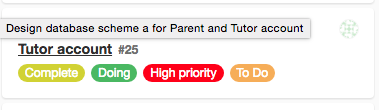 Design database scheme a for Parent and Tutor account
Tutor account #25
Complete Doing High priority To Do